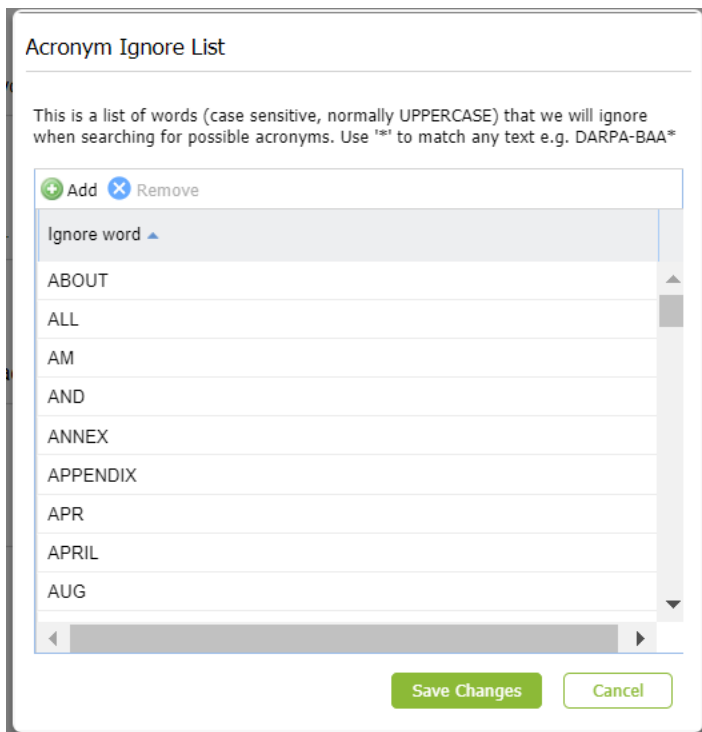 Acronym Ignore List
This is a list of words (case sensitive, normally UPPERCASE) that we will ignore
when searching for possible acronyms. Use '*' to match any text e.g. DARPA-BAA*
Add Remove
Ignore word
ABOUT
ALL
AM
AND
ANNEX
APPENDIX
APR
APRIL
AUG
Save Changes Cancel